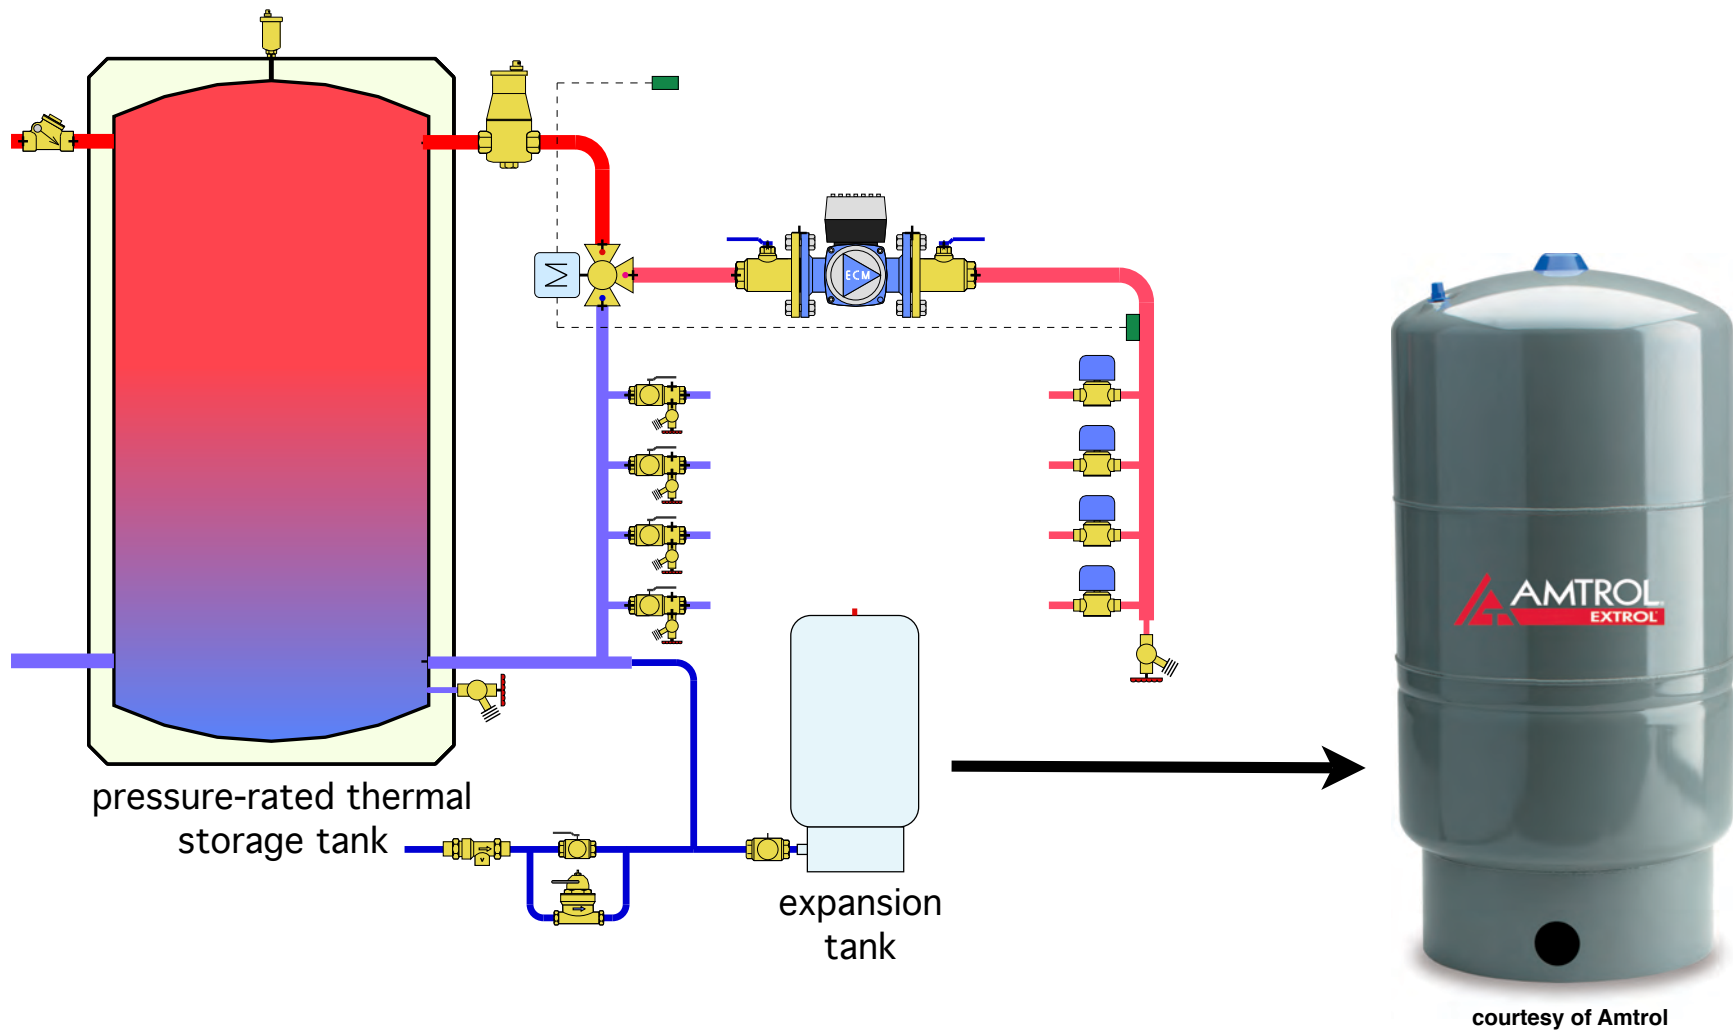 M
ECM
pressure-rated thermal
storage tank
v
expansion
tank
AMTROL
EXTROL
courtesy of Amtrol